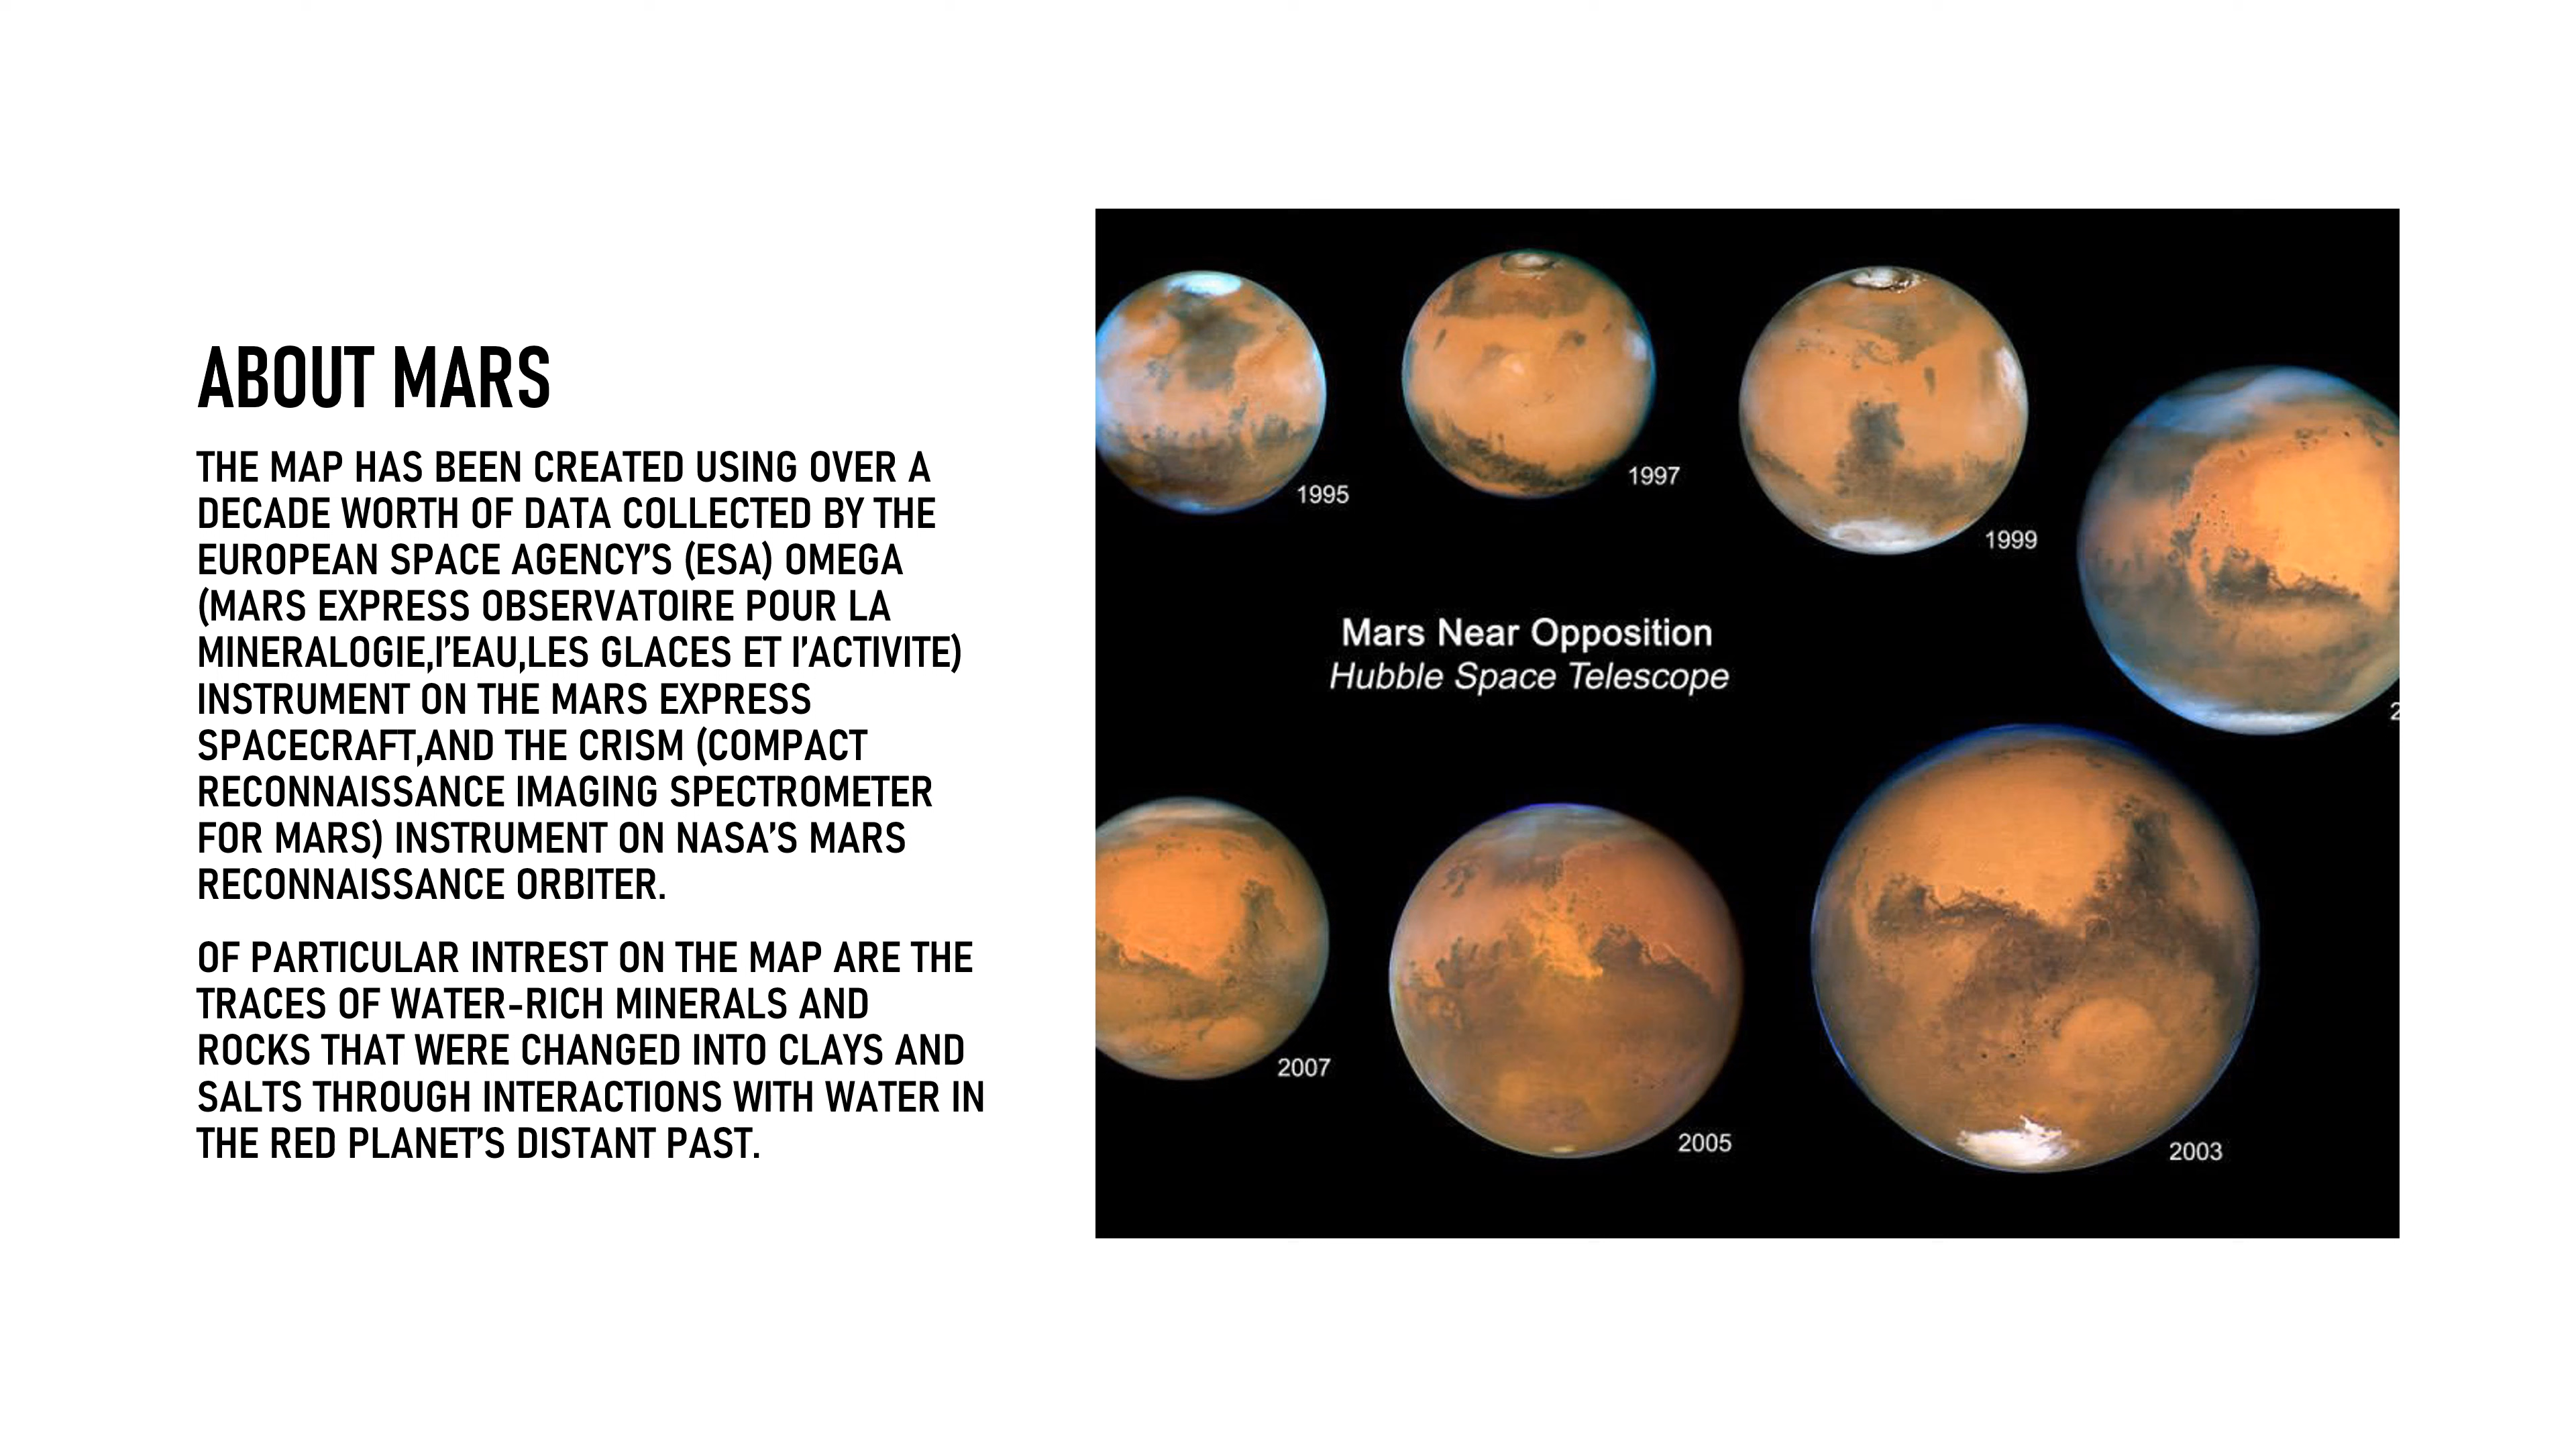 ABOUT MARS
THE MAP HAS BEEN CREATED USING OVER A
DECADE WORTH OF DATA COLLECTED BY THE
EUROPEAN SPACE AGENCY'S (ESA) OMEGA
(MARS EXPRESS OBSERVATOIRE POUR LA
MINERALOGIE,l'EAU,LES GLACES ET l'ACTIVITE)
INSTRUMENT ON THE MARS EXPRESS
SPACECRAFT,AND THE CRISM (COMPACT
RECONNAISSANCE IMAGING SPECTROMETER
FOR MARS) INSTRUMENT ON NASA'S MARS
RECONNAISSANCE ORBITER.
OF PARTICULAR INTREST ON THE MAP ARE THE
TRACES OF WATER-RICH MINERALS AND
ROCKS THAT WERE CHANGED INTO CLAYS AND
SALTS THROUGH INTERACTIONS WITH WATER IN
THE RED PLANET'S DISTANT PAST.
1995
1997
1999
Mars Near Opposition
Hubble Space Telescope
2007
2005
2003